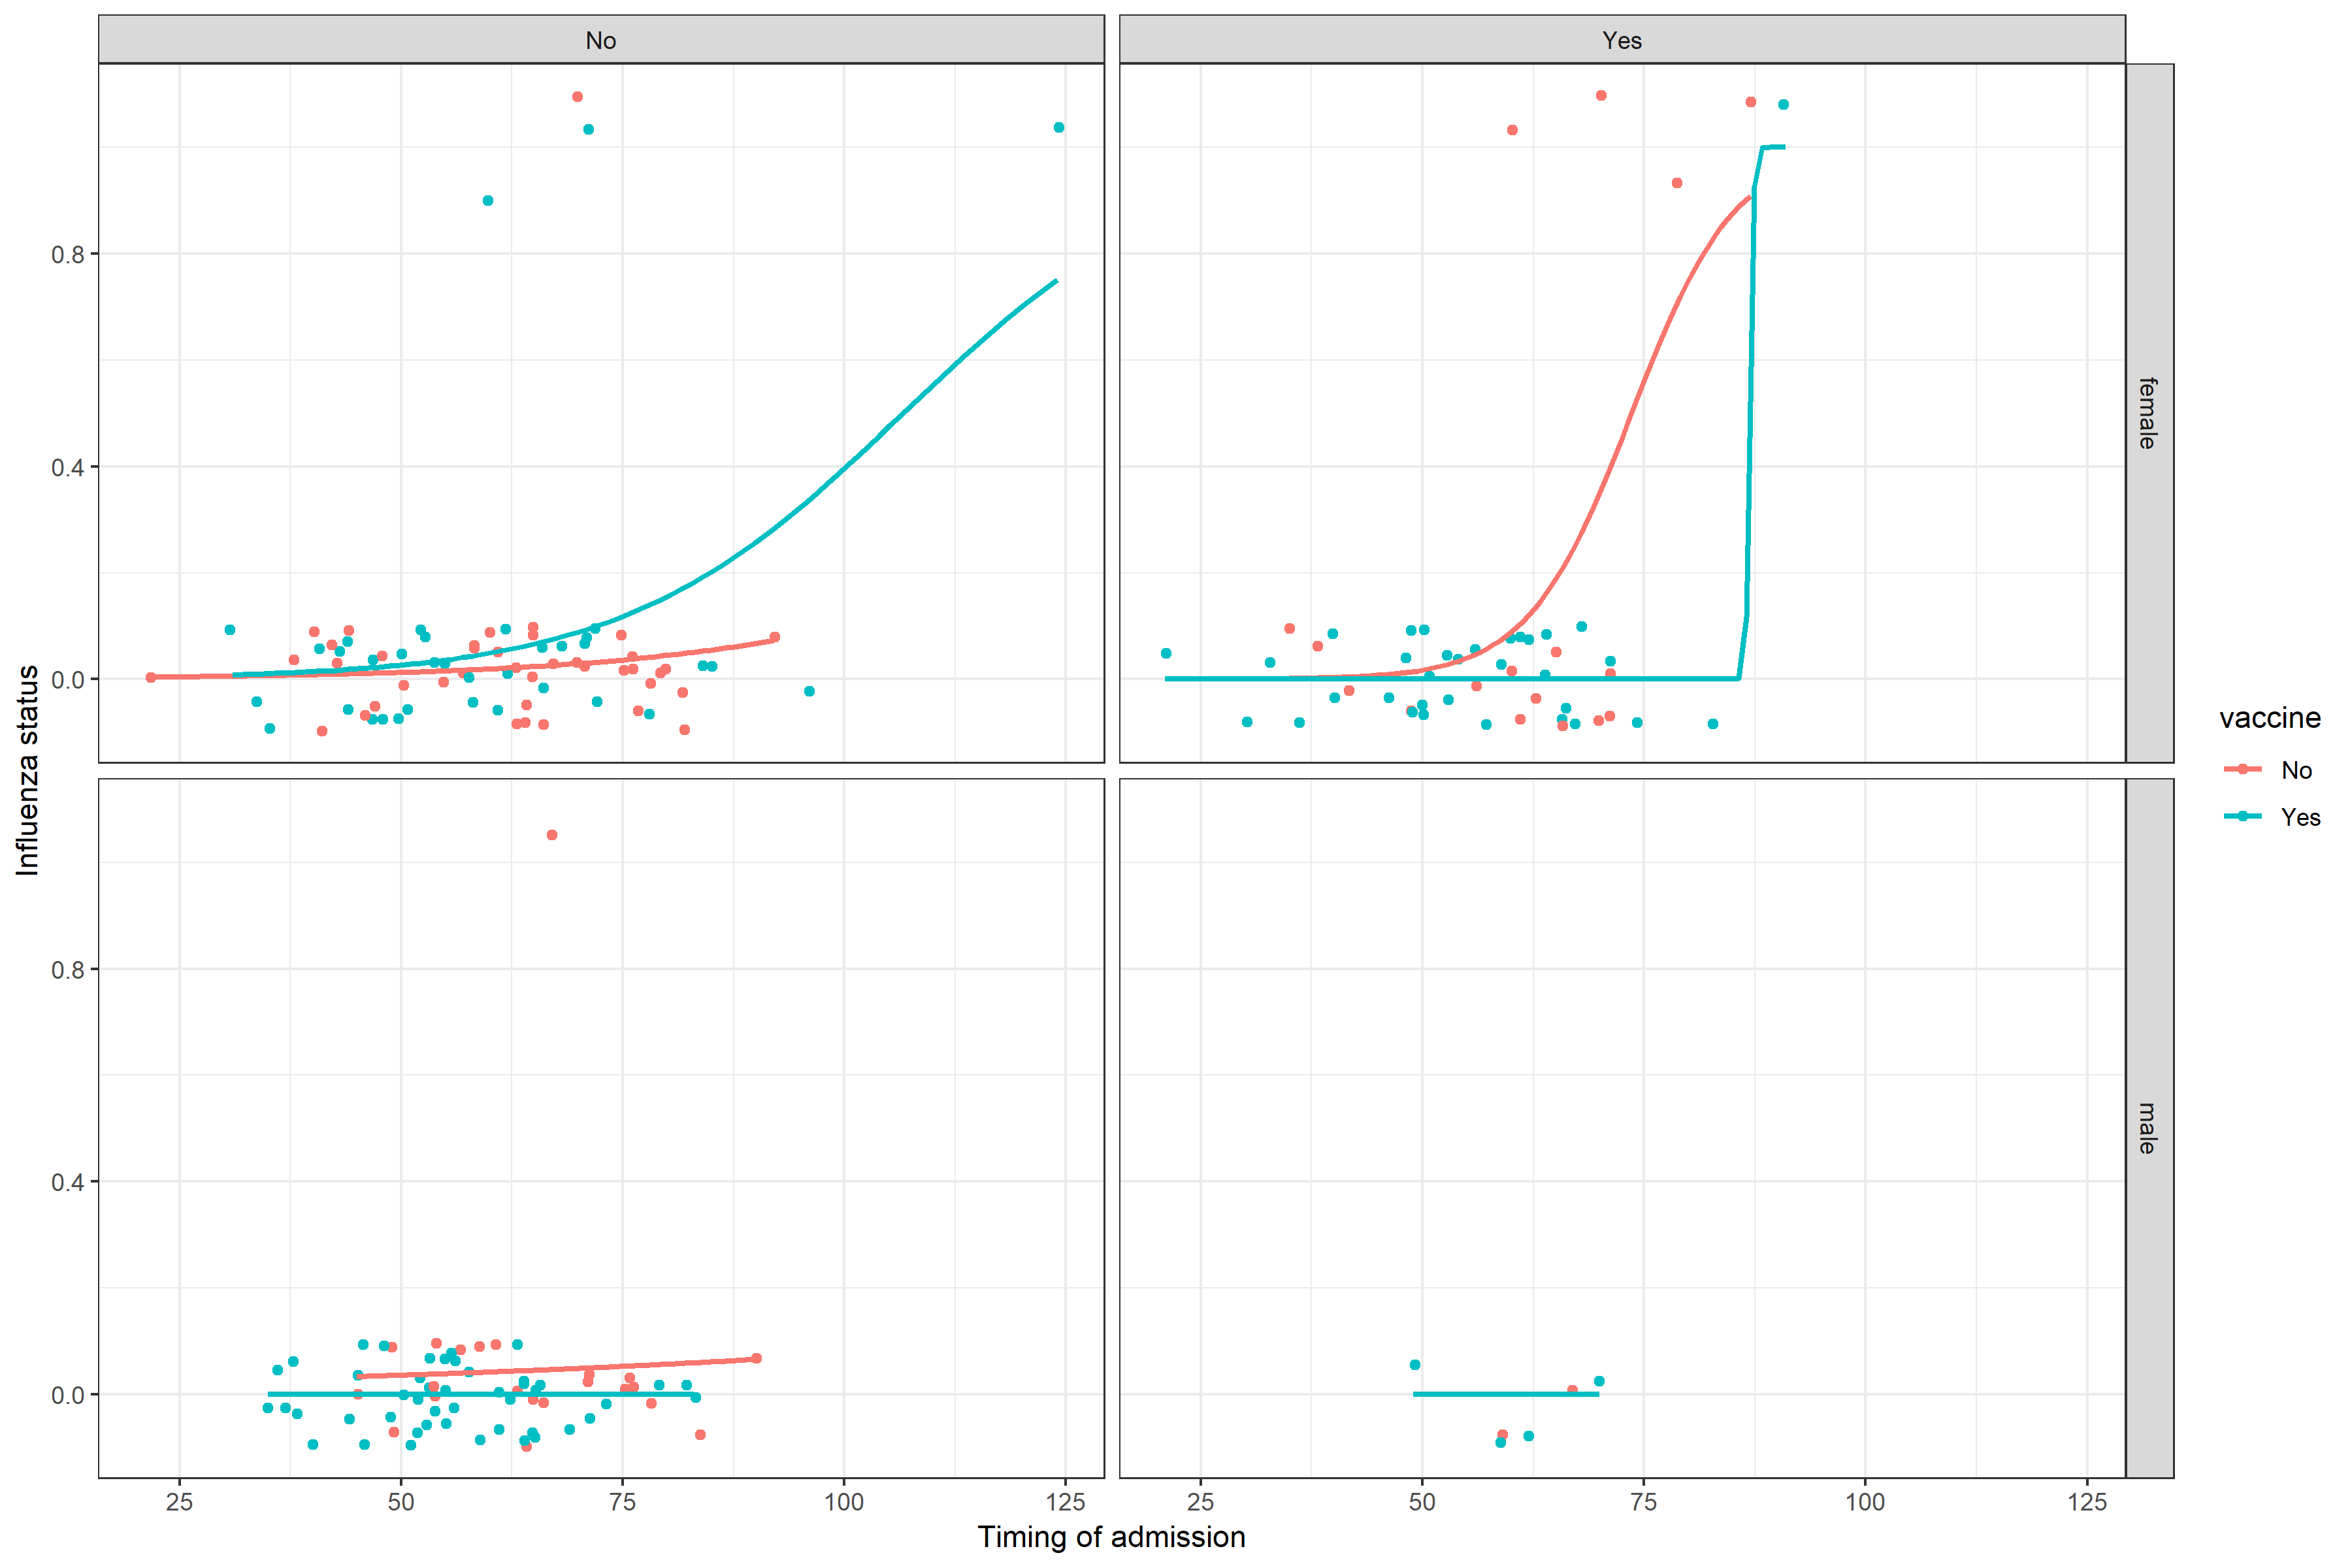 No
Yes
female
male
Influenza status
0.8
0.4
0.0
0.8
0.4
0.0
25
50
75
100
125
25
50
75
100
125
Timing of admission
vaccine
No
Yes